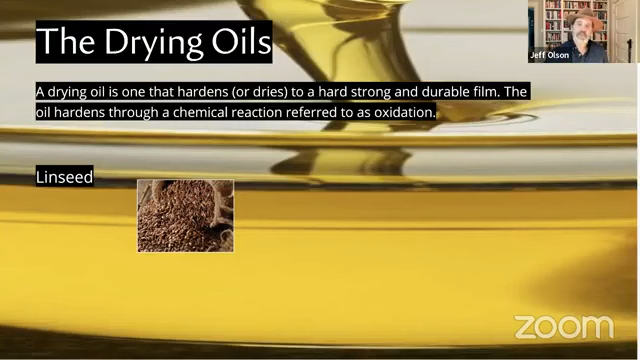 The Drying Oils
Jeff Olson
A drying oil is one that hardens (or dries) to a hard strong and durable film. The
oil hardens through a chemical reaction referred to as oxidation.
Linseed
zoom